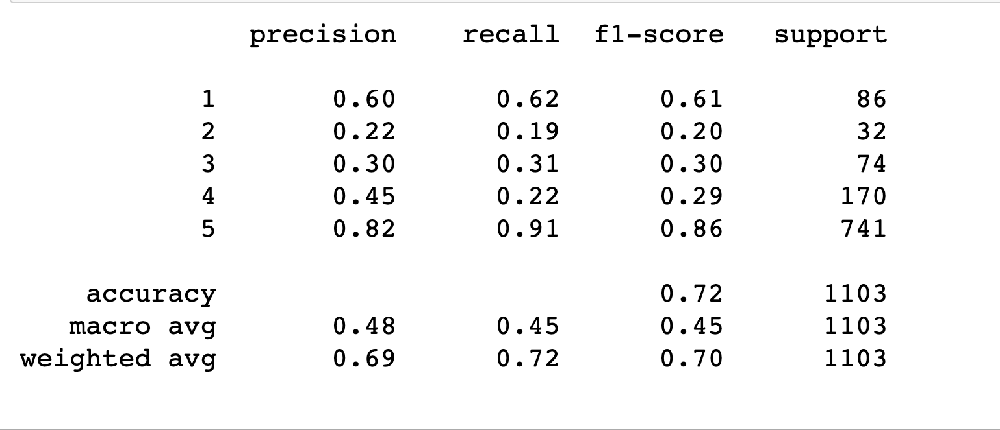 precision recall f1-score support
1 0.60 0.62 0.61 86
2 0.22 0.19 0.20 32
3 0.30 0.31 0.30 74
4 0.45 0.22 0.29 170
5 0.82 0.91 0.86 741
accuracy 0.72 1103
macro avg 0.48 0.45 0.45 1103
weighted avg 0.69 0.72 0.70 1103